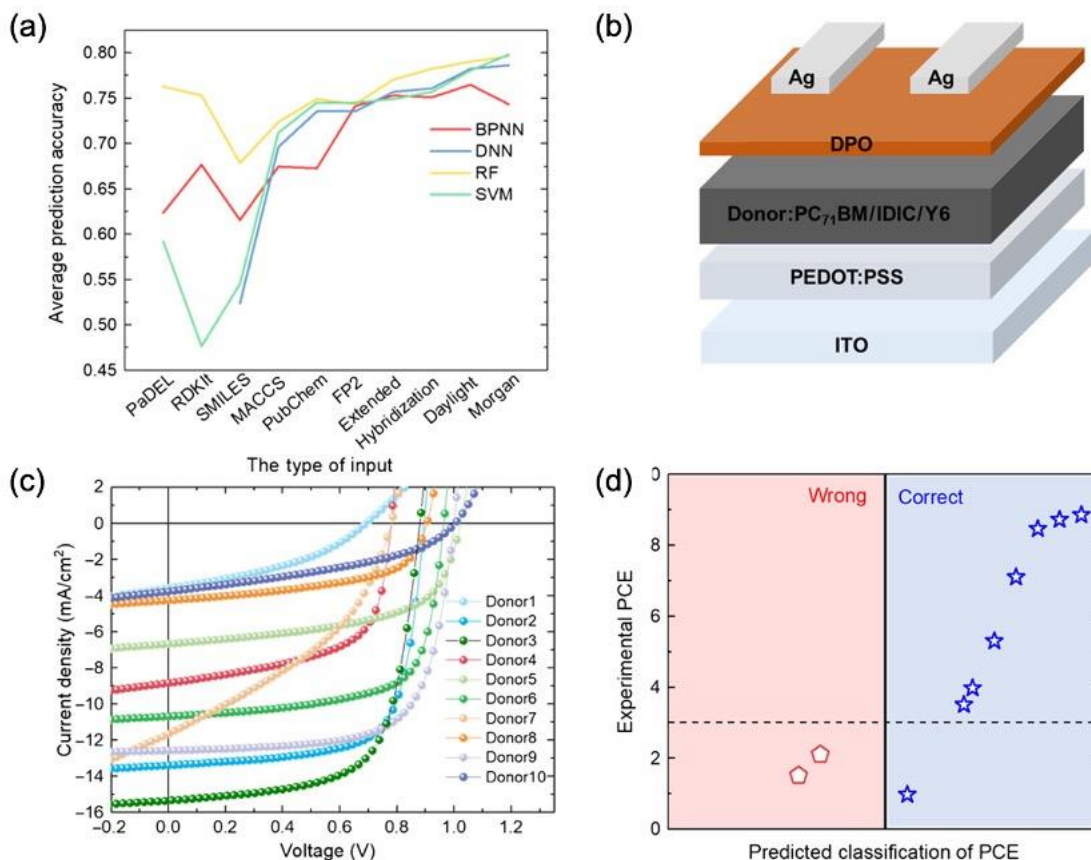 (a)
0.80
0.75
0.70
0.65
0.60
0.55
0.50
0.45
Average prediction accuracy
BPNN
DNN
RF
SVM
PaDEL
RDKIt
SMILES
MACCS
PubChem
FP2
Extended
Hybridization
Daylight
Morgan
The type of input
(b)
Ag
Ag
DPO
Donor:PC₇₁BM/IDIC/Y6
PEDOT:PSS
ITO
(c)
2
0
−2
−4
−6
−8
−10
−12
−14
−16
Current density (mA/cm²)
Donor1
Donor2
Donor3
Donor4
Donor5
Donor6
Donor7
Donor8
Donor9
Donor10
−0.2
0.0
0.2
0.4
0.6
0.8
1.0
1.2
Voltage (V)
(d)
Wrong
Correct
0
8
6
4
2
0
Experimental PCE
Predicted classification of PCE